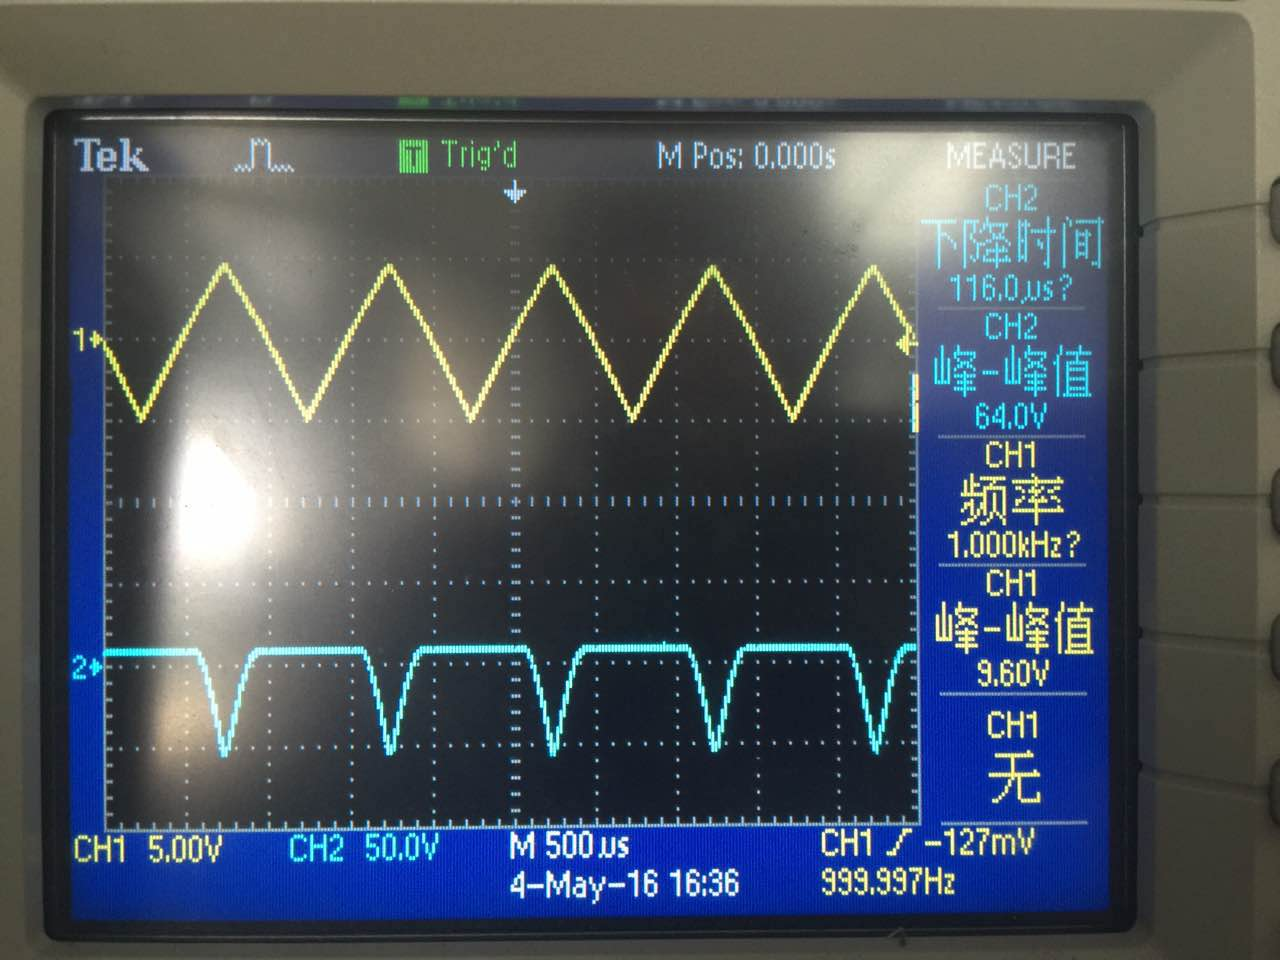 Tek
Trig'd
M Pos: 0.000s
MEASURE
CH2
下降时间
116.0µs?
CH2
峰-峰值
64.0V
CH1
频率
1.000kHz?
CH1
峰-峰值
9.60V
CH1
无
1
2
CH1 5.00V
CH2 50.0V
M 500µs
CH1 / -127mV
4-May-16 16:36
999.997Hz